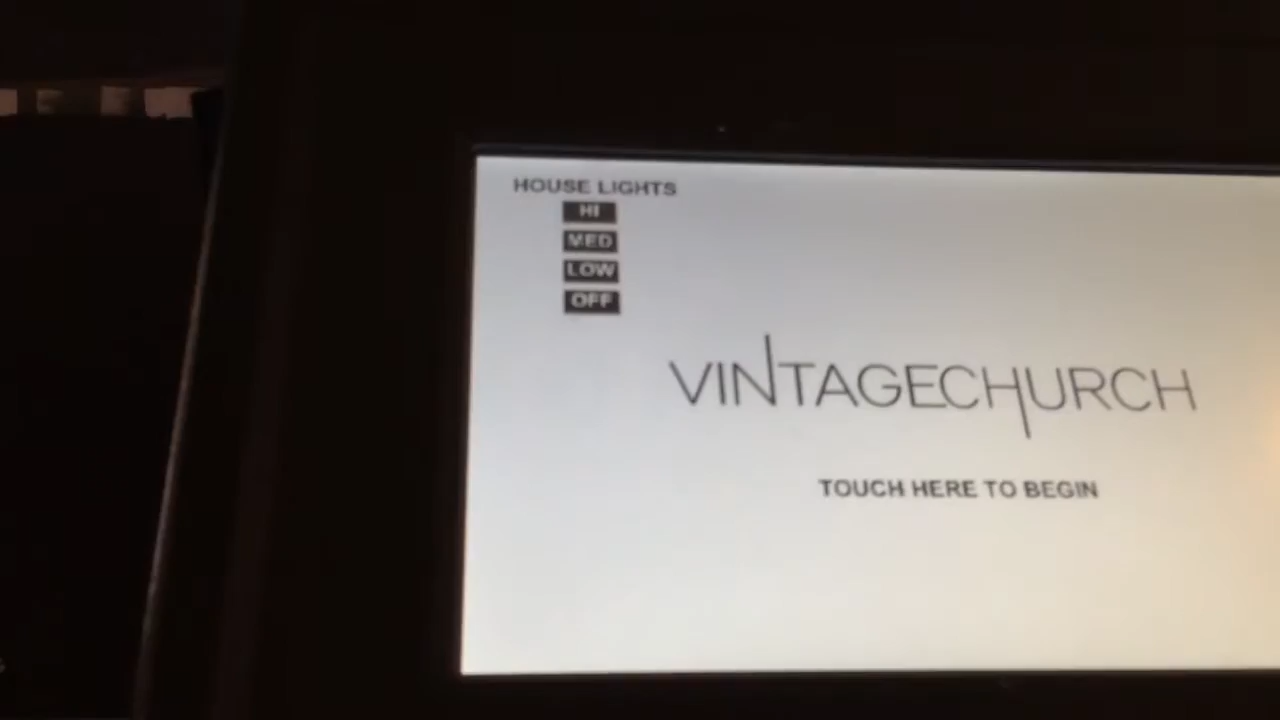 HOUSE LIGHTS
HI
MED
LOW
OFF
VINTAGECHURCH
TOUCH HERE TO BEGIN